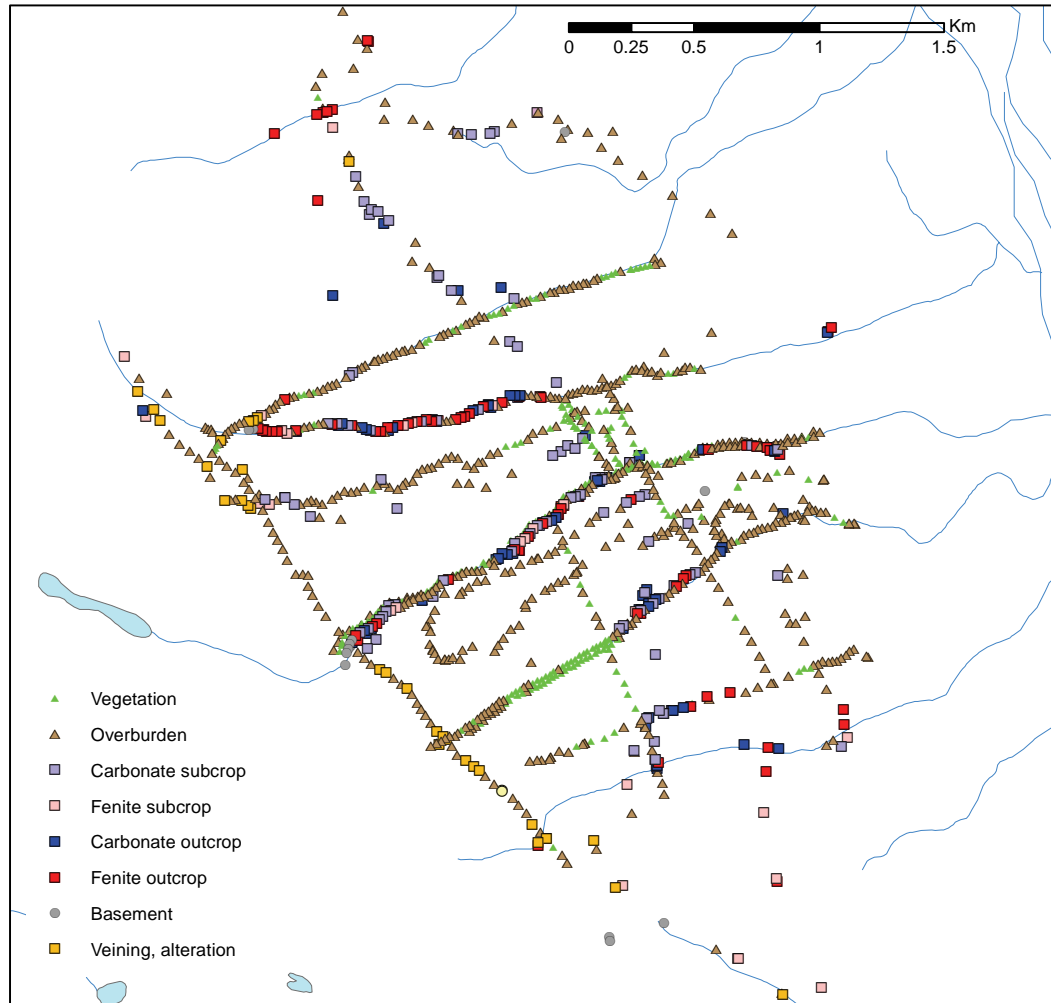 Km
0 0.25 0.5 1 1.5
Vegetation
Overburden
Carbonate subcrop
Fenite subcrop
Carbonate outcrop
Fenite outcrop
Basement
Veining, alteration